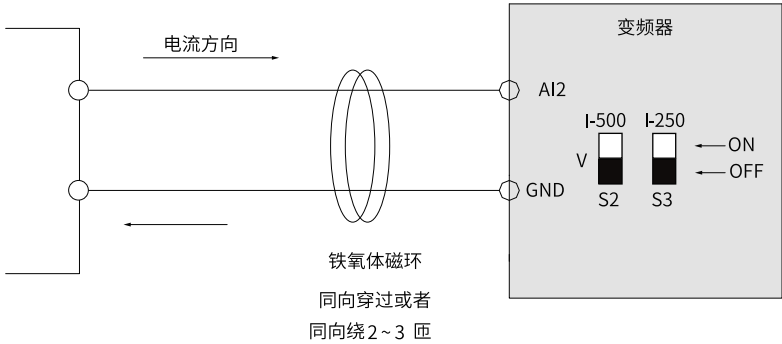 变频器
电流方向
AI2
I-500 I-250
ON
V
OFF
GND
S2 S3
铁氧体磁环
同向穿过或者
同向绕2~3 匝